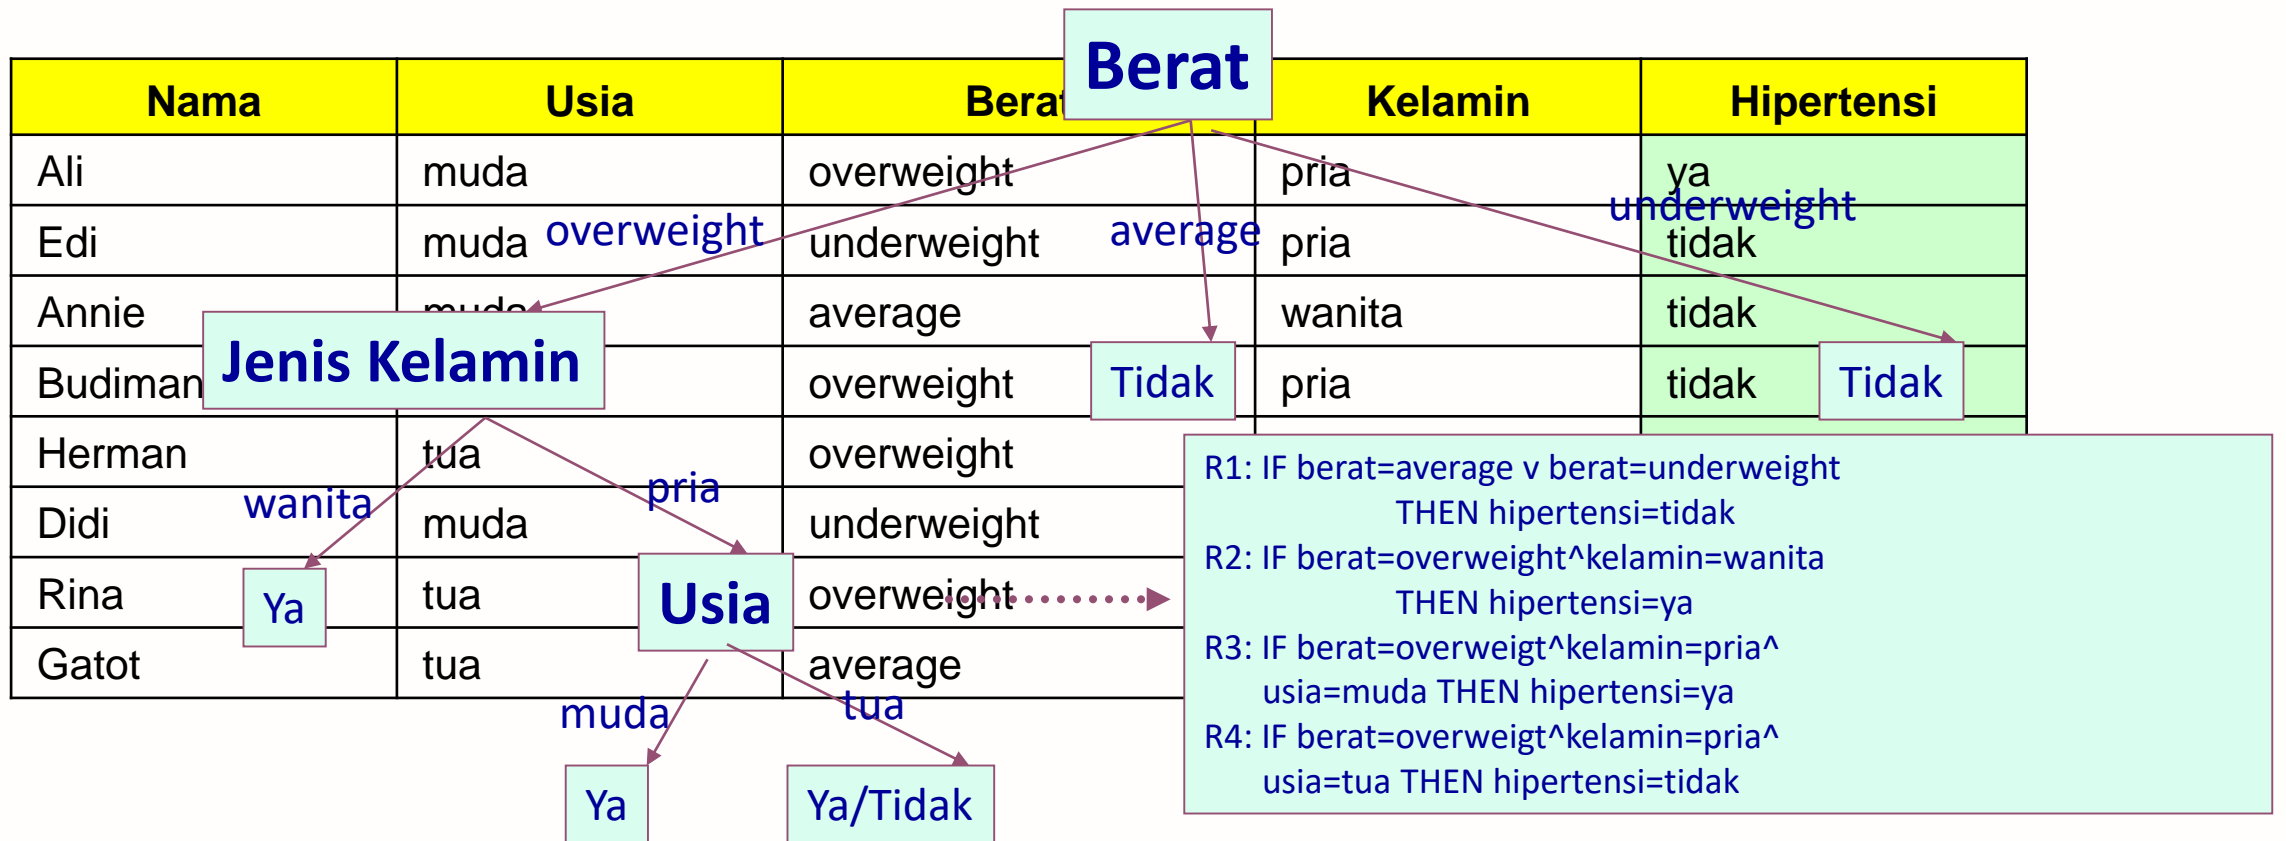 Berat
Nama Usia Berat Kelamin Hipertensi
Ali muda overweight pria ya
overweight average underweight
Edi muda underweight pria tidak
Annie muda average wanita tidak
Jenis Kelamin
Budiman overweight pria tidak
Tidak Tidak
Herman tua overweight
wanita pria
Didi muda underweight
Rina tua overweight
Ya Usia
Gatot tua average
muda tua
Ya Ya/Tidak
R1: IF berat=average v berat=underweight
THEN hipertensi=tidak
R2: IF berat=overweight^kelamin=wanita
THEN hipertensi=ya
R3: IF berat=overweigt^kelamin=pria^
usia=muda THEN hipertensi=ya
R4: IF berat=overweigt^kelamin=pria^
usia=tua THEN hipertensi=tidak